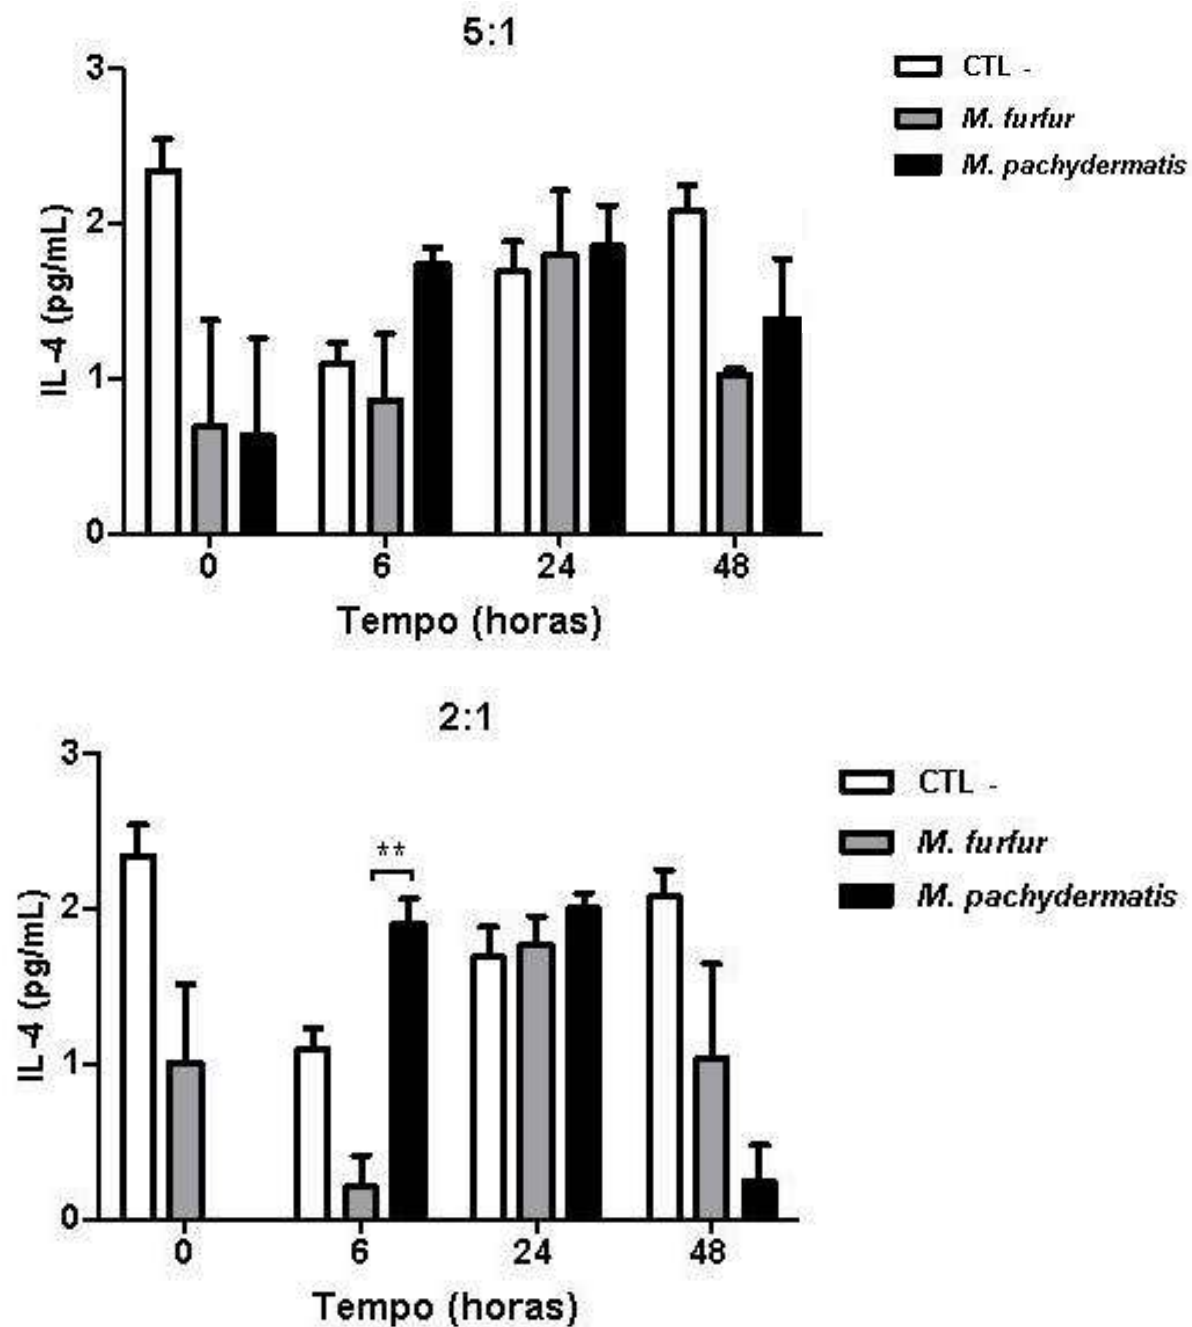 5:1
CTL -
M. furfur
M. pachydermatis
IL-4 (pg/mL)
3
2
1
0
0 6 24 48
Tempo (horas)
2:1
CTL -
M. furfur
M. pachydermatis
**
IL-4 (pg/mL)
3
2
1
0
0 6 24 48
Tempo (horas)